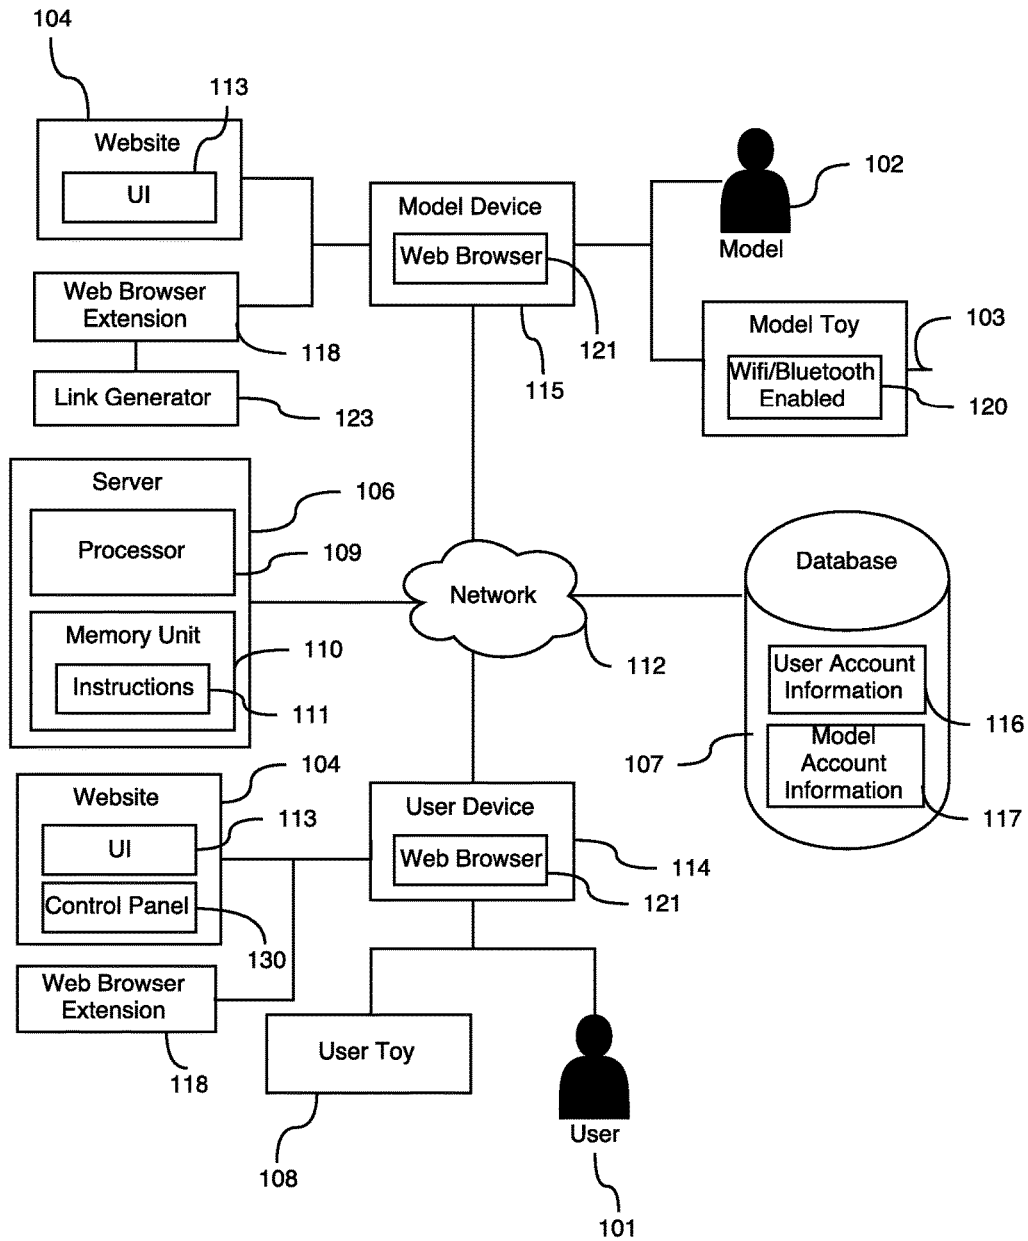 104
113
Website
UI
102
Model Device
Web Browser
Model
Web Browser
Extension
118
121
115
Model Toy
103
Wifi/Bluetooth
Enabled
120
Link Generator
123
Server
106
Processor
109
Database
Network
Memory Unit
110
Instructions
111
112
User Account
Information
116
Model
Account
Information
107
117
104
Website
113
UI
Control Panel
130
User Device
Web Browser
114
121
Web Browser
Extension
118
User Toy
108
User
101